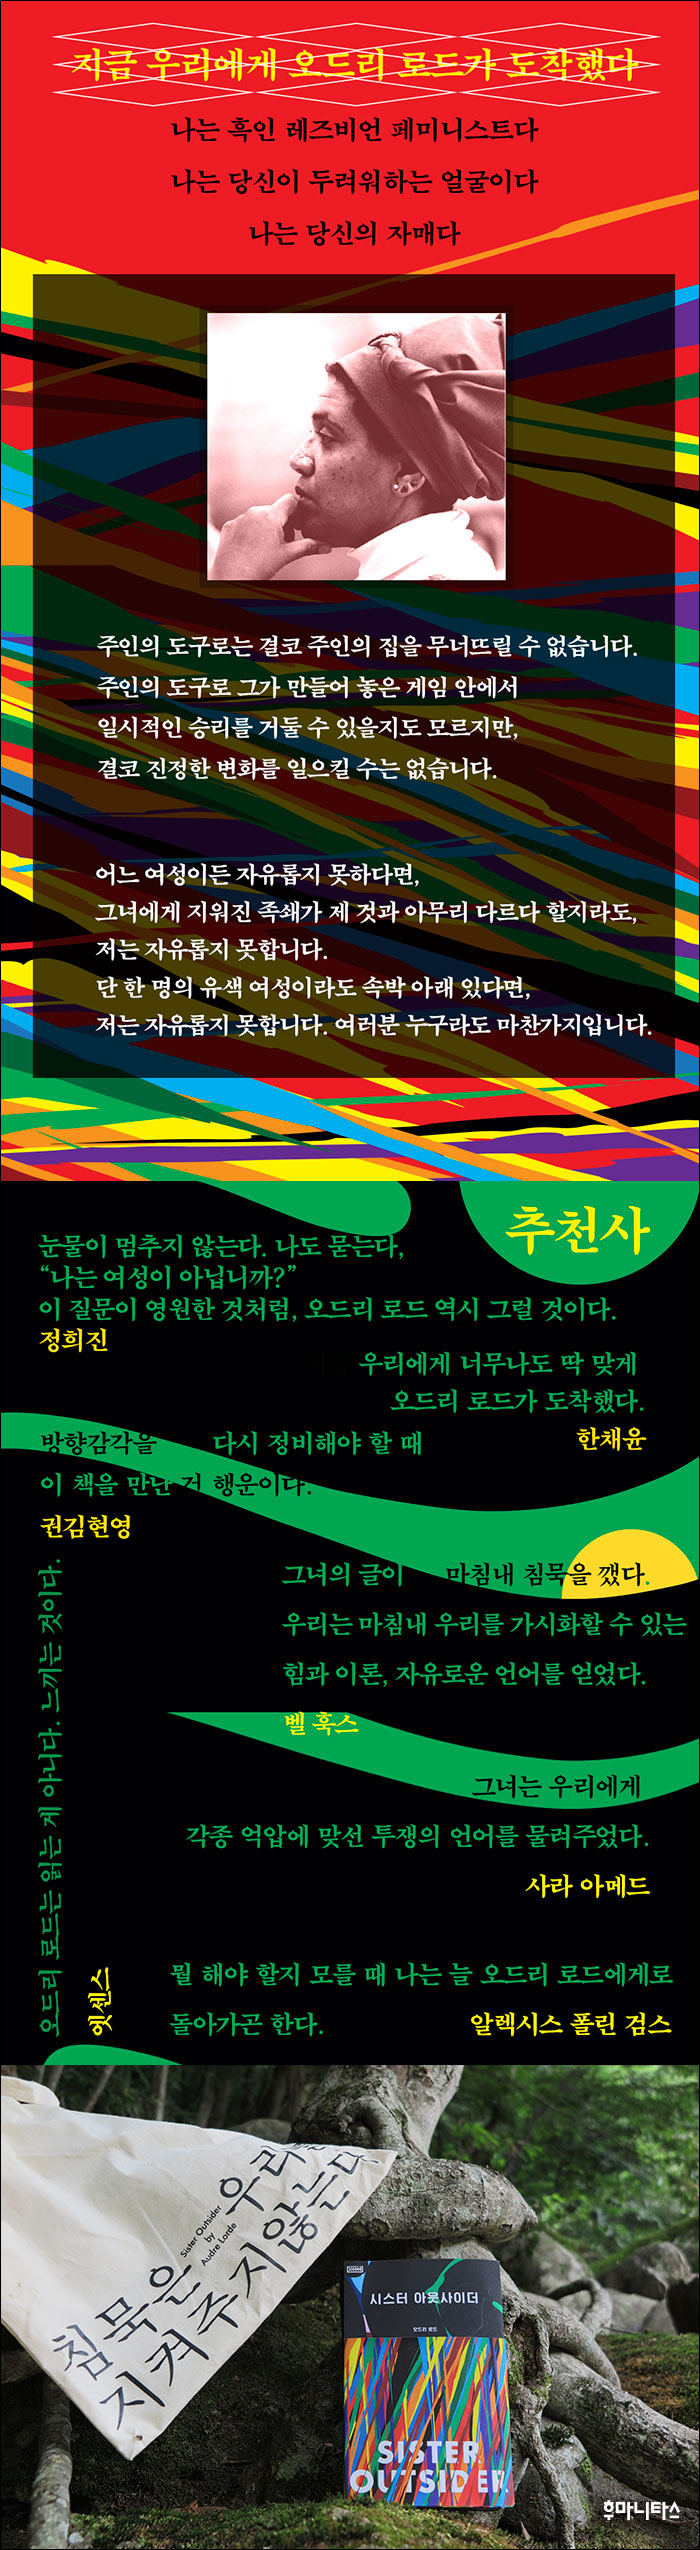 지금 우리에게 오드리 로드가 도착했다
나는 흑인 레즈비언 페미니스트다
나는 당신이 두려워하는 얼굴이다
나는 당신의 자매다
주인의 도구로는 결코 주인의 집을 무너뜨릴 수 없습니다.
주인의 도구로 그가 만들어 놓은 게임 안에서
일시적인 승리를 거둘 수 있을지도 모르지만,
결코 진정한 변화를 일으킬 수는 없습니다.
어느 여성이든 자유롭지 못하다면,
그녀에게 지워진 족쇄가 제 것과 아무리 다르다 할지라도,
저는 자유롭지 못합니다.
단 한 명의 유색 여성이라도 속박 아래 있다면,
저는 자유롭지 못합니다. 여러분 누구라도 마찬가지입니다.
추천사
눈물이 멈추지 않는다. 나도 묻는다,
“나는 여성이 아닙니까?”
이 질문이 영원한 것처럼, 오드리 로드 역시 그럴 것이다.
정희진
우리에게 너무나도 딱 맞게
오드리 로드가 도착했다.
한채윤
방향감각을 다시 정비해야 할 때
이 책을 만난 건 행운이다.
권김현영
그녀의 글이 마침내 침묵을 깼다.
우리는 마침내 우리를 가시화할 수 있는
힘과 이론, 자유로운 언어를 얻었다.
벨 훅스
그녀는 우리에게
각종 억압에 맞선 투쟁의 언어를 물려주었다.
사라 아메드
오드리 로드는 읽는 게 아니다. 느끼는 것이다.
앳센스
뭘 해야 할지 모를 때 나는 늘 오드리 로드에게로
돌아가곤 한다.
알렉시스 폴린 검스
침묵은 우리를
지켜주지 않는다
Sister Outsider
by
Audre Lorde
시스터 아웃사이더
오드리 로드
SISTER
OUTSIDER
후마니타스